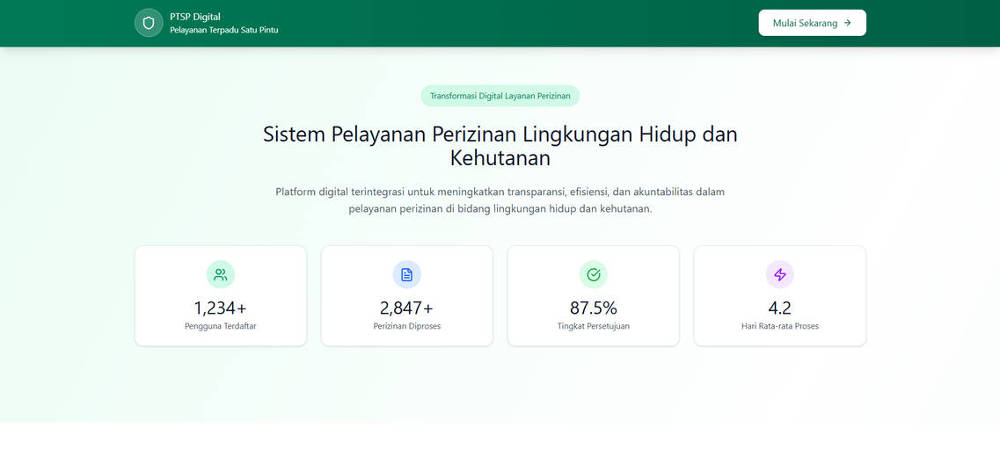 PTSP Digital
Pelayanan Terpadu Satu Pintu
Mulai Sekarang
Transformasi Digital Layanan Perizinan
Sistem Pelayanan Perizinan Lingkungan Hidup dan
Kehutanan
Platform digital terintegrasi untuk meningkatkan transparansi, efisiensi, dan akuntabilitas dalam
pelayanan perizinan di bidang lingkungan hidup dan kehutanan.
1,234+
Pengguna Terdaftar
2,847+
Perizinan Diproses
87.5%
Tingkat Persetujuan
4.2
Hari Rata-rata Proses